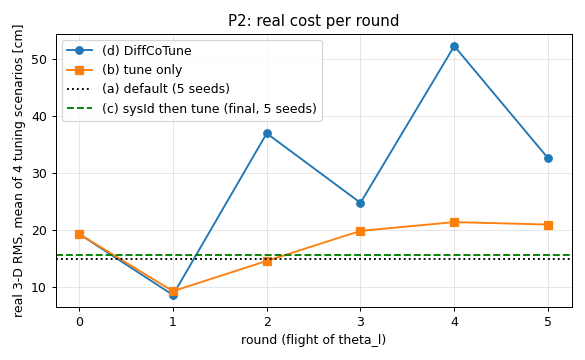 P2: real cost per round
real 3-D RMS, mean of 4 tuning scenarios [cm]
(d) DiffCoTune
(b) tune only
(a) default (5 seeds)
(c) sysId then tune (final, 5 seeds)
50
40
30
20
10
0 1 2 3 4 5
round (flight of theta_l)